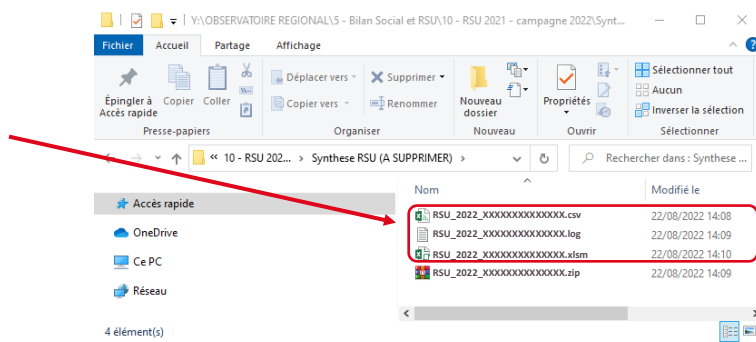 Y:\OBSERVATOIRE REGIONAL\5 - Bilan Social et RSU\10 - RSU 2021 - campagne 2022\Synt...
Fichier Accueil Partage Affichage
Épingler à Accès rapide
Copier
Coller
Déplacer vers
Copier vers
Supprimer
Renommer
Nouveau dossier
Propriétés
Sélectionner tout
Aucun
Inverser la sélection
Presse-papiers Organiser Nouveau Ouvrir Sélectionner
« 10 - RSU 202... > Synthese RSU (A SUPPRIMER) > Rechercher dans : Synthese ...
Nom Modifié le
Accès rapide
OneDrive
Ce PC
Réseau
RSU_2022_XXXXXXXXXXXXXX.csv 22/08/2022 14:08
RSU_2022_XXXXXXXXXXXXXX.log 22/08/2022 14:09
RSU_2022_XXXXXXXXXXXXXX.xlsm 22/08/2022 14:10
RSU_2022_XXXXXXXXXXXXXX.zip 22/08/2022 14:09
4 élément(s)